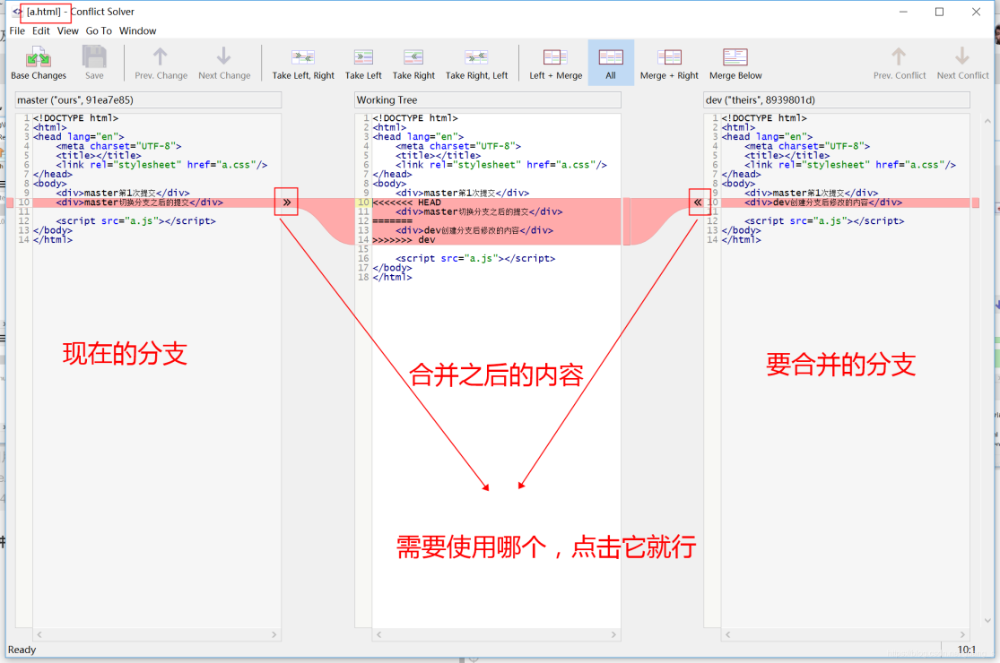 [a.html] - Conflict Solver
File Edit View Go To Window
Base Changes Save Prev. Change Next Change Take Left, Right Take Left Take Right Take Right, Left Left + Merge All Merge + Right Merge Below Prev. Conflict Next Conflict
master ("ours", 91ea7e85)
1 <!DOCTYPE html>
2 <html>
3 <head lang="en">
4 <meta charset="UTF-8">
5 <title></title>
6 <link rel="stylesheet" href="a.css"/>
7 </head>
8 <body>
9 <div>master第1次提交</div>
10 <div>master切换分支之后的提交</div>
11
12 <script src="a.js"></script>
13 </body>
14 </html>
现在的分支
Working Tree
1 <!DOCTYPE html>
2 <html>
3 <head lang="en">
4 <meta charset="UTF-8">
5 <title></title>
6 <link rel="stylesheet" href="a.css"/>
7 </head>
8 <body>
9 <div>master第1次提交</div>
10 <<<<<<< HEAD
11 <div>master切换分支之后的提交</div>
12 =======
13 <div>dev创建分支后修改的内容</div>
14 >>>>>>> dev
15
16 <script src="a.js"></script>
17 </body>
18 </html>
合并之后的内容
dev ("theirs", 8939801d)
1 <!DOCTYPE html>
2 <html>
3 <head lang="en">
4 <meta charset="UTF-8">
5 <title></title>
6 <link rel="stylesheet" href="a.css"/>
7 </head>
8 <body>
9 <div>master第1次提交</div>
10 <div>dev创建分支后修改的内容</div>
11
12 <script src="a.js"></script>
13 </body>
14 </html>
要合并的分支
需要使用哪个，点击它就行
Ready
10:1